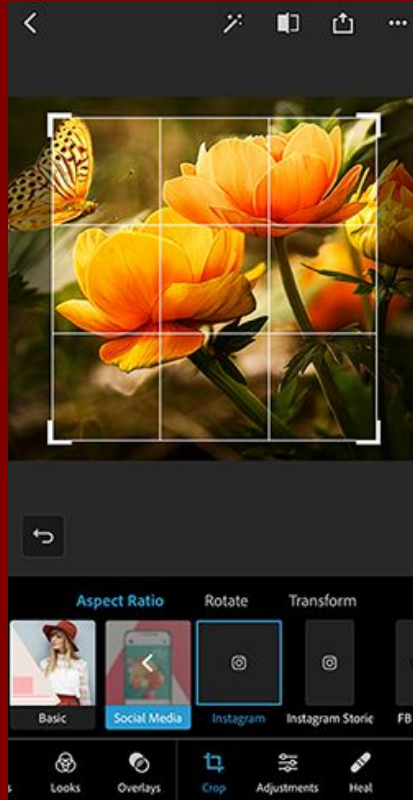 Aspect Ratio Rotate Transform
Basic Social Media Instagram Instagram Storie FB
s Looks Overlays Crop Adjustments Heal